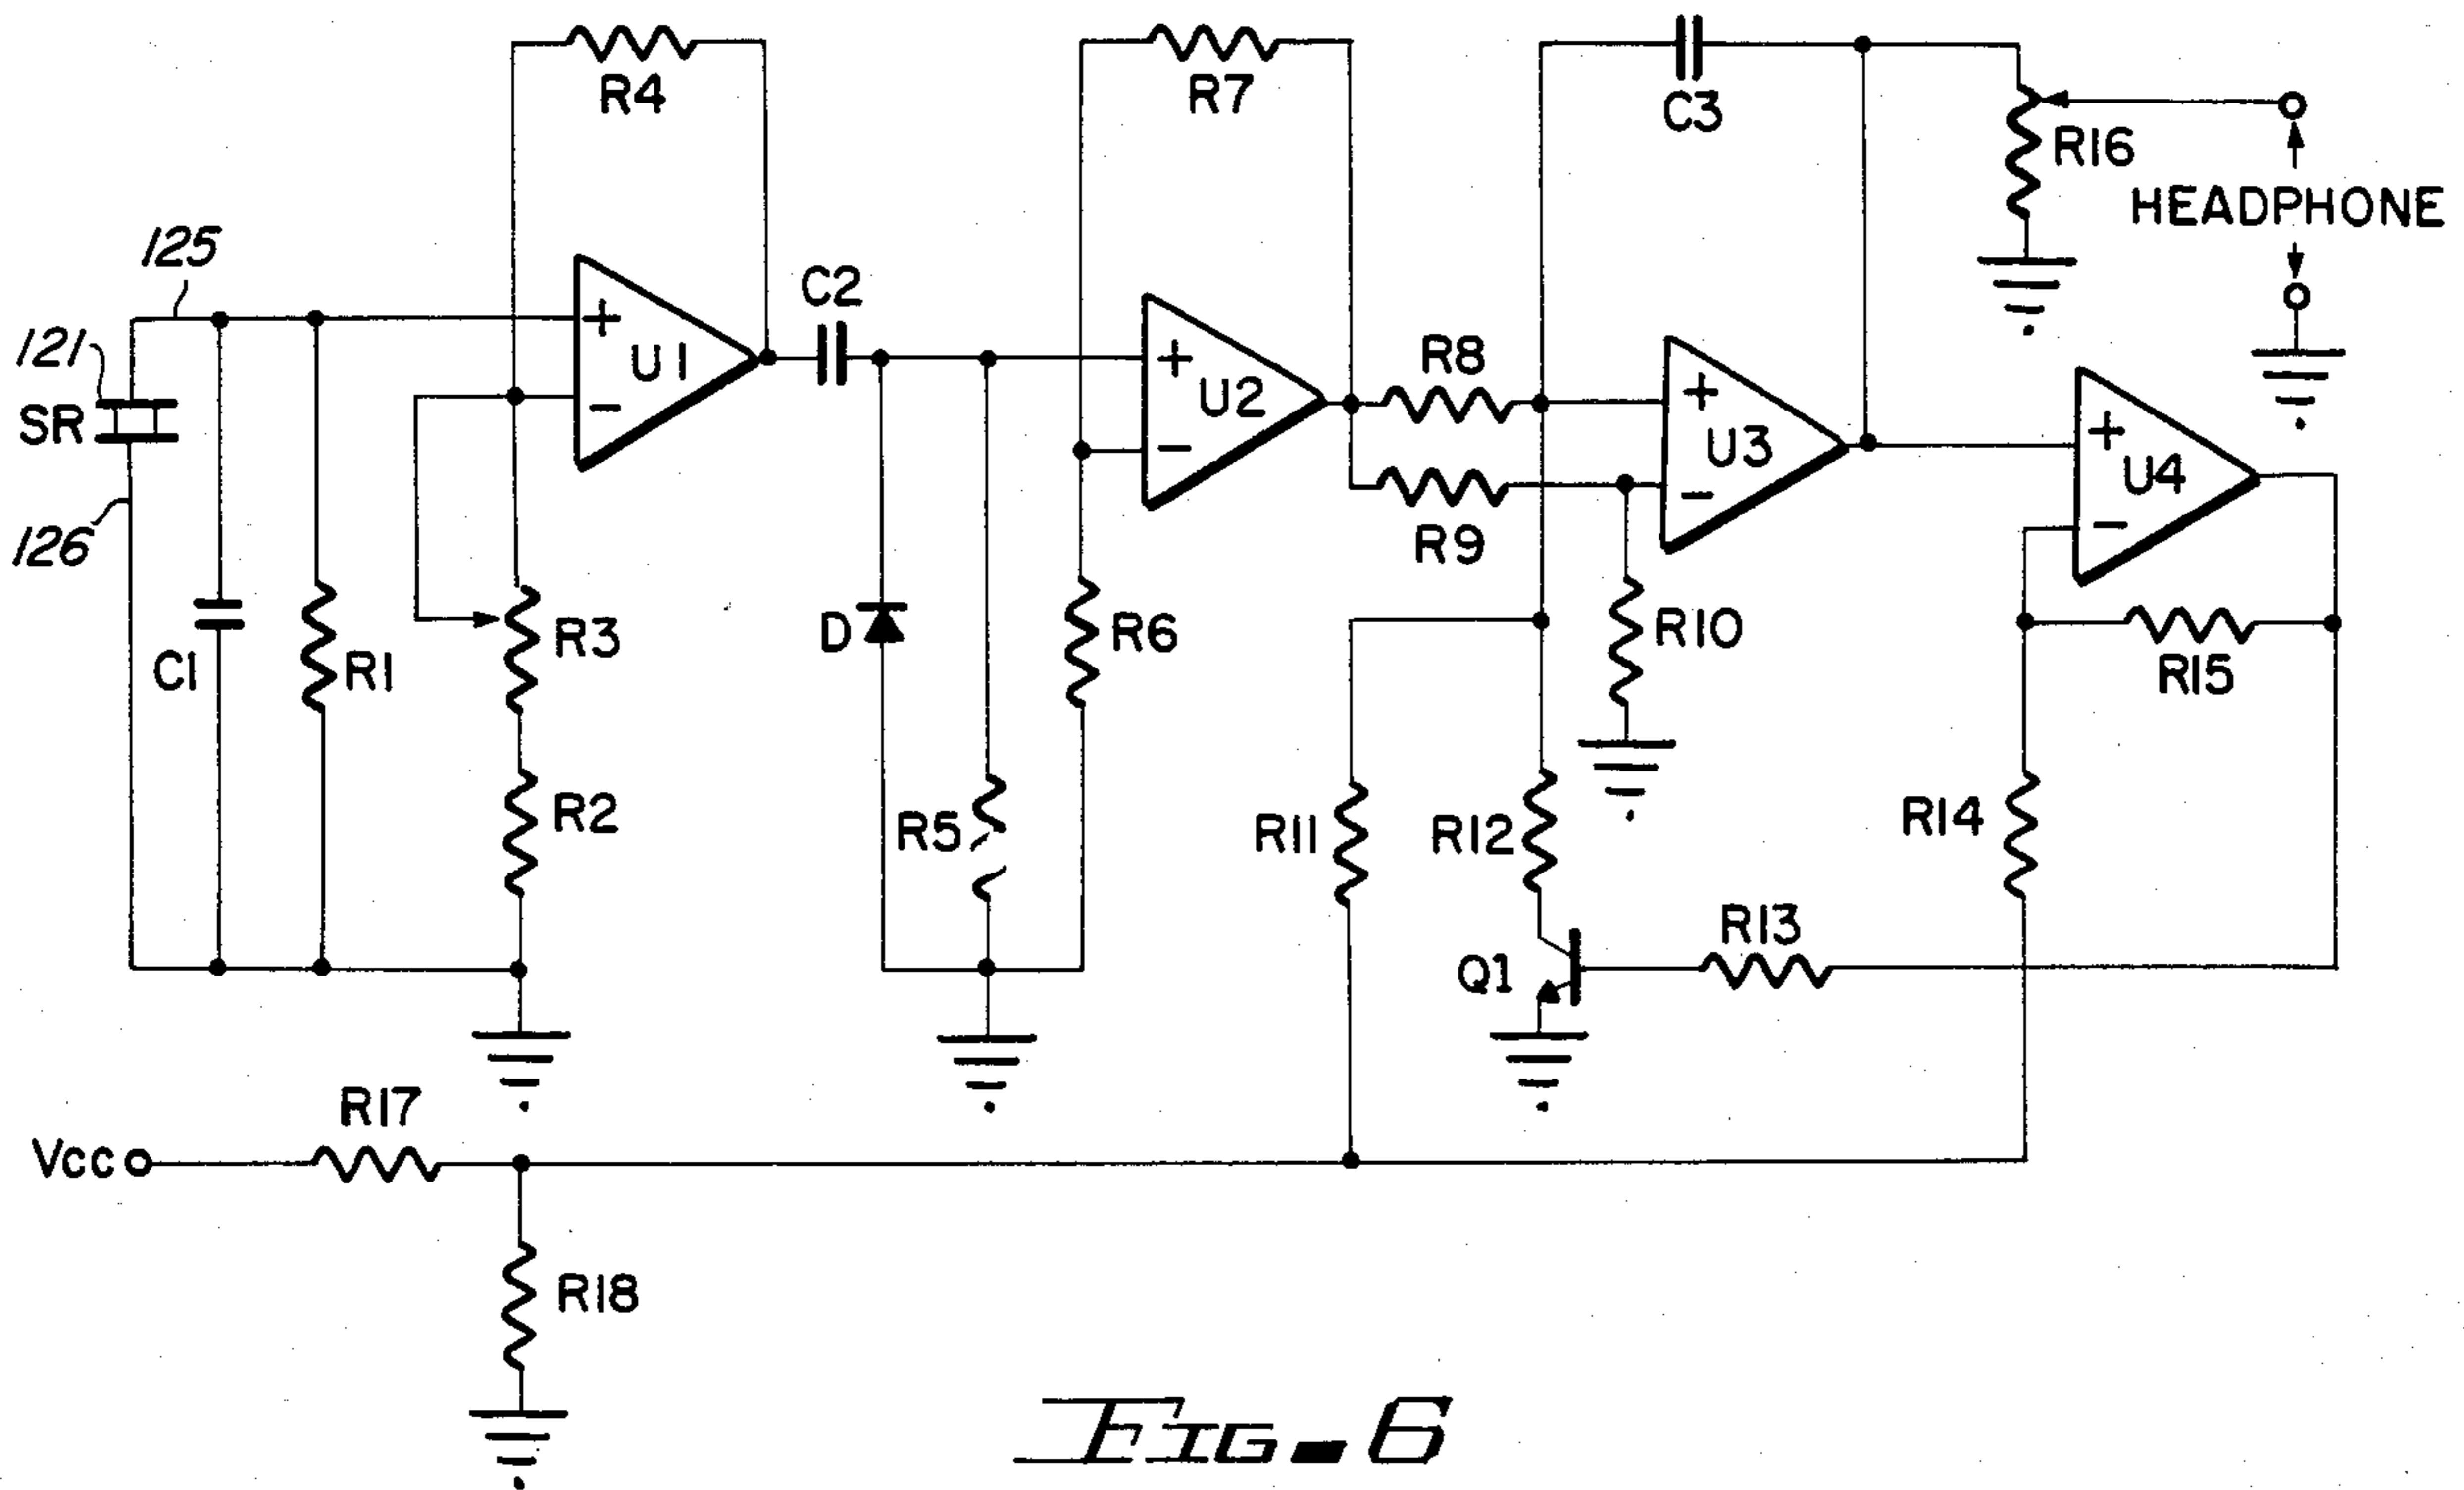 R4
R7
C3
R16
HEADPHONE
125
121
SR
126
+
U1
−
C2
+
U2
−
R8
R9
+
U3
−
+
U4
−
C1
R1
R3
R2
D
R5
R6
R10
R11
R12
R15
R14
Q1
R13
R17
Vcc
R18
FIG-6